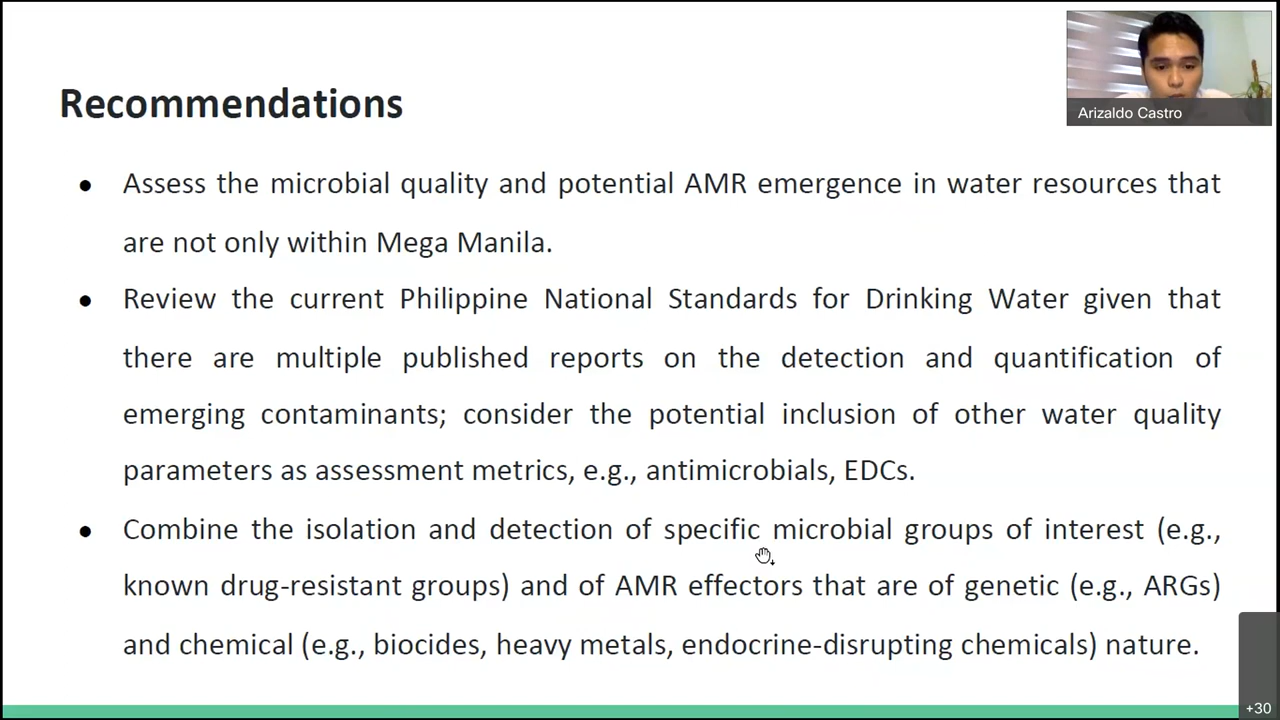 Recommendations
Arizaldo Castro
● Assess the microbial quality and potential AMR emergence in water resources that
are not only within Mega Manila.
● Review the current Philippine National Standards for Drinking Water given that
there are multiple published reports on the detection and quantification of
emerging contaminants; consider the potential inclusion of other water quality
parameters as assessment metrics, e.g., antimicrobials, EDCs.
● Combine the isolation and detection of specific microbial groups of interest (e.g.,
known drug-resistant groups) and of AMR effectors that are of genetic (e.g., ARGs)
and chemical (e.g., biocides, heavy metals, endocrine-disrupting chemicals) nature.
+30